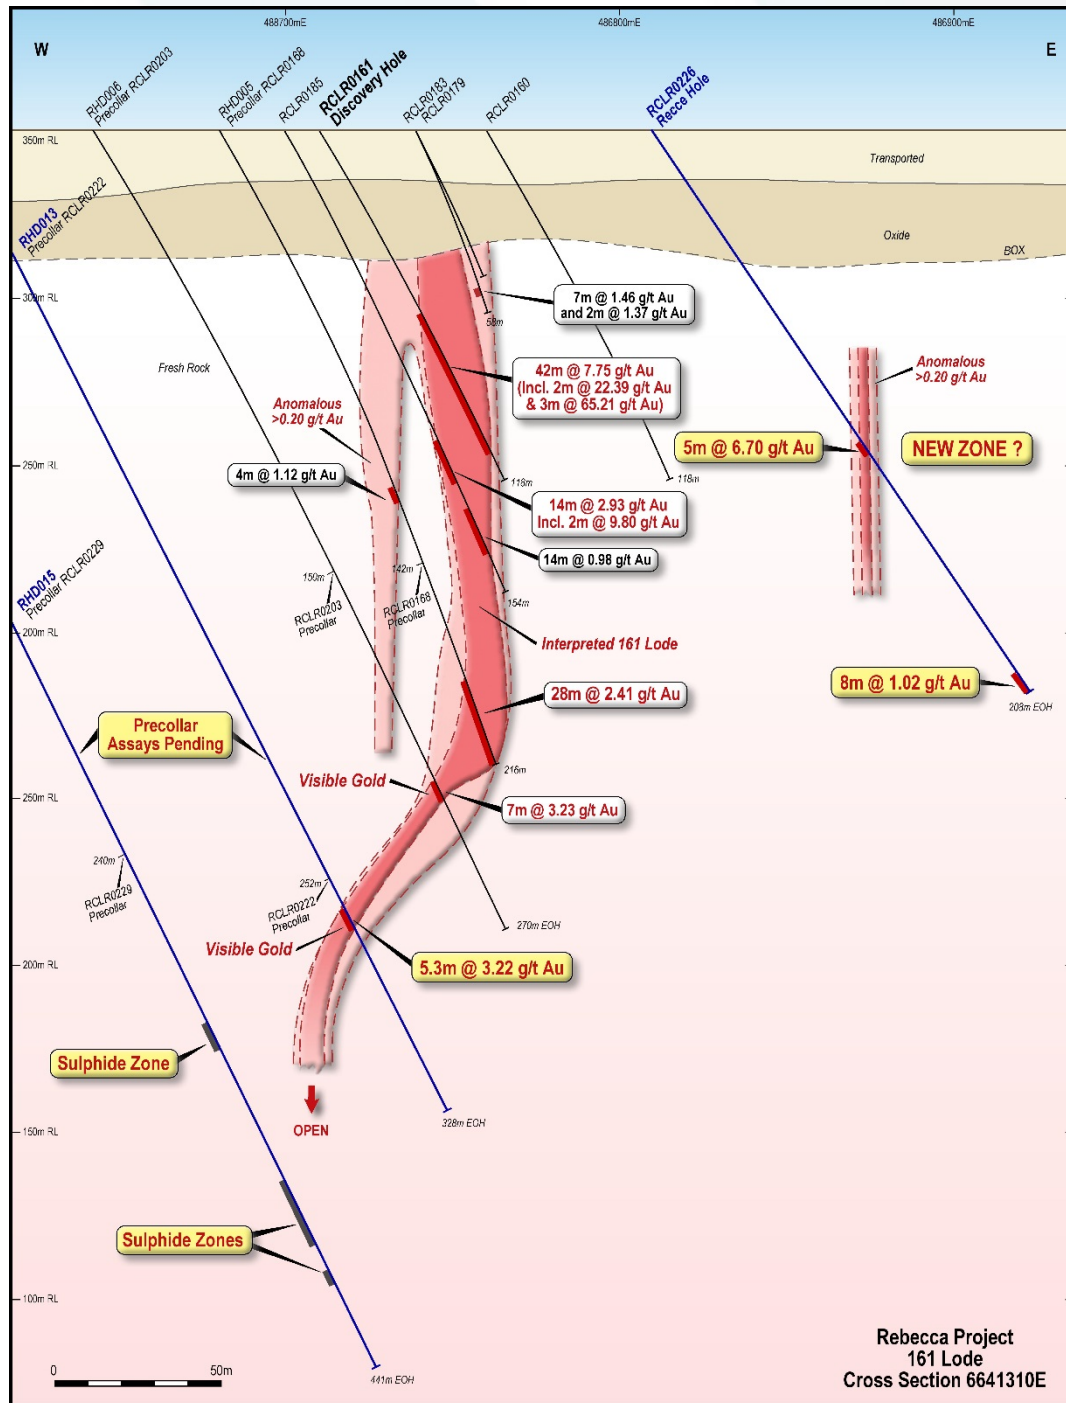 488700mE
488800mE
488900mE
W
E
RHD006
Precollar RCLR0203
RHD005
Precollar RCLR0168
RCLR0185
RCLR0161
Discovery Hole
RCLR0183
RCLR0179
RCLR0160
RCLR0226
Recce Hole
350m RL
Transported
RHD013
Precollar RCLR0222
Oxide
BOX
300m RL
7m @ 1.46 g/t Au
and 2m @ 1.37 g/t Au
58m
Fresh Rock
42m @ 7.75 g/t Au
(Incl. 2m @ 22.39 g/t Au
& 3m @ 65.21 g/t Au)
Anomalous
>0.20 g/t Au
Anomalous
>0.20 g/t Au
5m @ 6.70 g/t Au
NEW ZONE ?
250m RL
4m @ 1.12 g/t Au
118m
118m
14m @ 2.93 g/t Au
Incl. 2m @ 9.80 g/t Au
14m @ 0.98 g/t Au
RHD015
Precollar RCLR0229
150m
RCLR0203
Precollar
142m
RCLR0168
Precollar
154m
200m RL
Interpreted 161 Lode
28m @ 2.41 g/t Au
8m @ 1.02 g/t Au
208m EOH
Precollar
Assays Pending
Visible Gold
216m
250m RL
7m @ 3.23 g/t Au
240m
RCLR0229
Precollar
252m
RCLR0222
Precollar
270m EOH
Visible Gold
5.3m @ 3.22 g/t Au
200m RL
Sulphide Zone
OPEN
328m EOH
150m RL
Sulphide Zones
100m RL
Rebecca Project
161 Lode
Cross Section 6641310E
0
50m
441m EOH